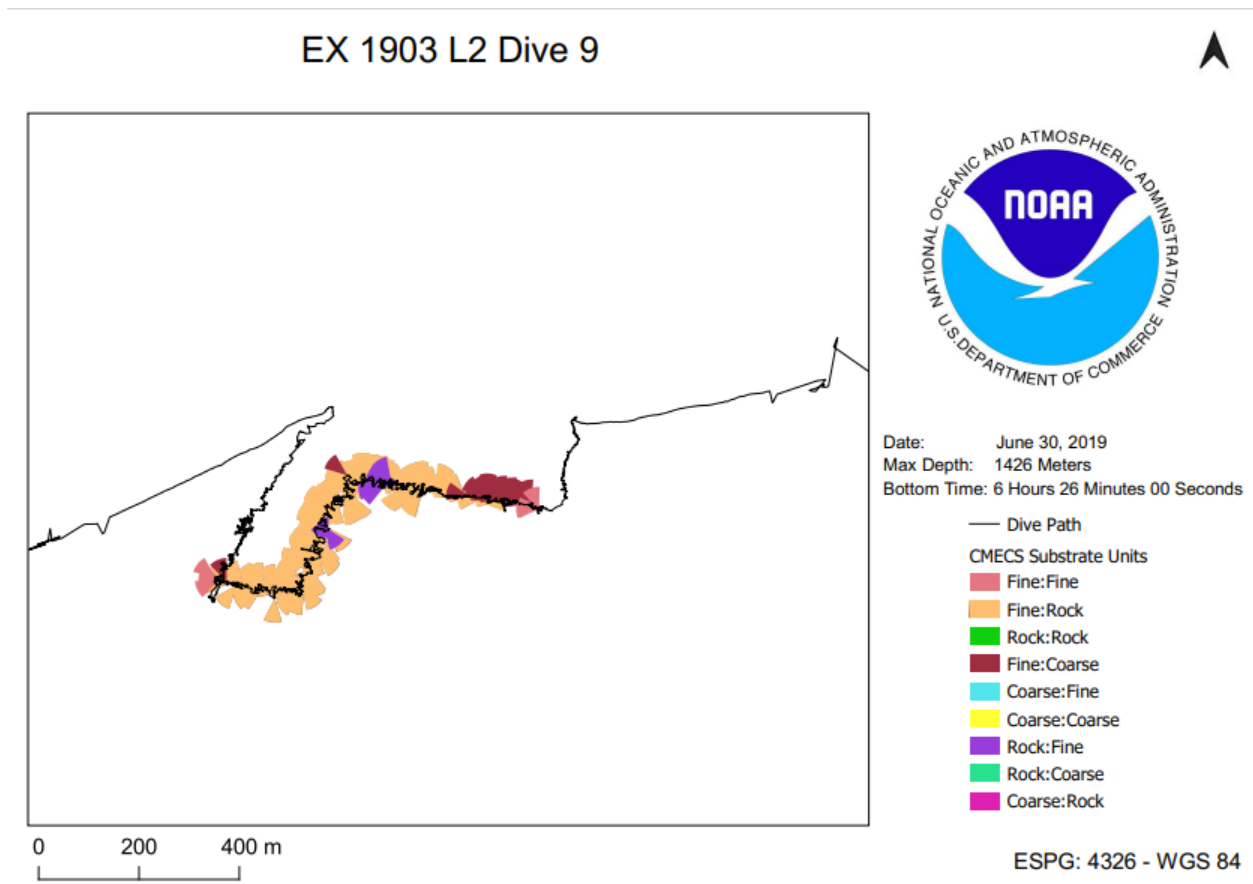 EX 1903 L2 Dive 9
NATIONAL OCEANIC AND ATMOSPHERIC ADMINISTRATION
U.S.DEPARTMENT OF COMMERCE
NOAA
Date: June 30, 2019
Max Depth: 1426 Meters
Bottom Time: 6 Hours 26 Minutes 00 Seconds
Dive Path
CMECS Substrate Units
Fine:Fine
Fine:Rock
Rock:Rock
Fine:Coarse
Coarse:Fine
Coarse:Coarse
Rock:Fine
Rock:Coarse
Coarse:Rock
0 200 400 m
ESPG: 4326 - WGS 84